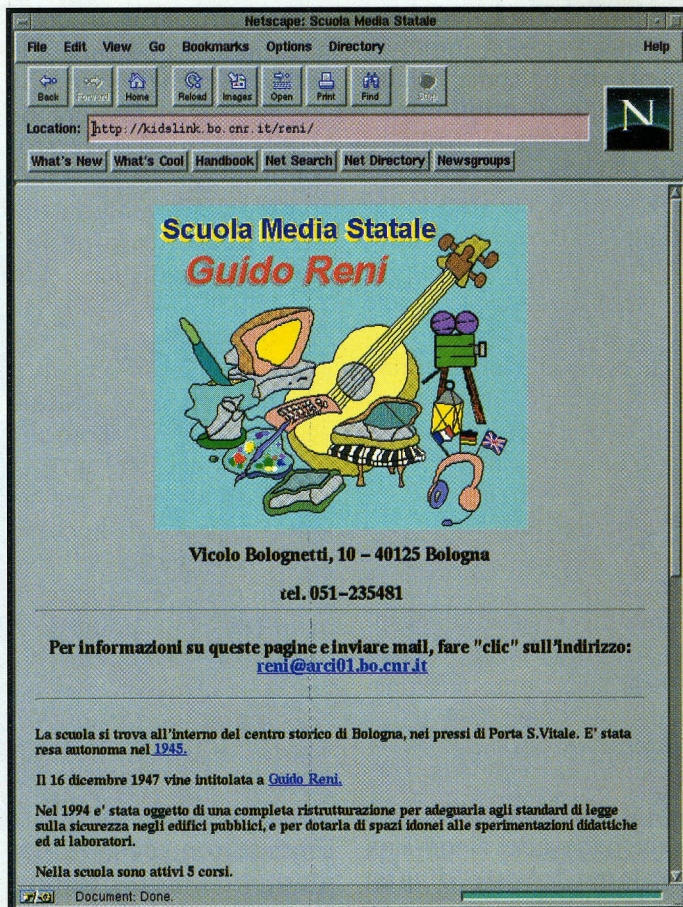 Netscape: Scuola Media Statale
File Edit View Go Bookmarks Options Directory Help
Back Forward Home Reload Images Open Print Find Stop
N
Location: http://kidslink.bo.cnr.it/reni/
What's New What's Cool Handbook Net Search Net Directory Newsgroups
Scuola Media Statale
Guido Reni
Vicolo Bolognetti, 10 – 40125 Bologna
tel. 051–235481
Per informazioni su queste pagine e inviare mail, fare "clic" sull'indirizzo:
reni@arci01.bo.cnr.it
La scuola si trova all'interno del centro storico di Bologna, nei pressi di Porta S.Vitale. E' stata
resa autonoma nel 1945.
Il 16 dicembre 1947 vine intitolata a Guido Reni.
Nel 1994 e' stata oggetto di una completa ristrutturazione per adeguarla agli standard di legge
sulla sicurezza negli edifici pubblici, e per dotarla di spazi idonei alle sperimentazioni didattiche
ed ai laboratori.
Nella scuola sono attivi 5 corsi.
Document: Done.